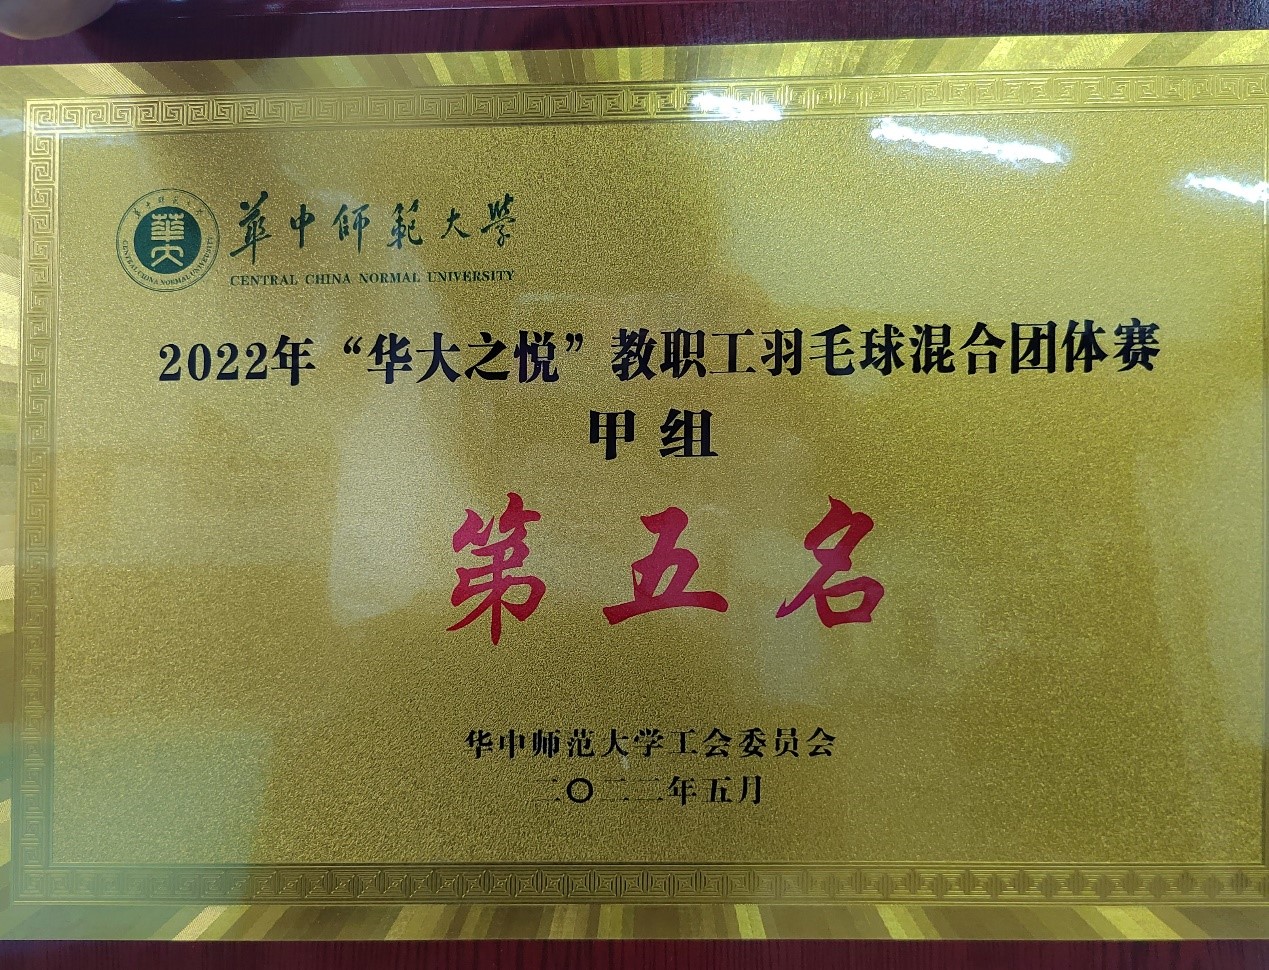 華中師範大學
CENTRAL CHINA NORMAL UNIVERSITY
2022年“华大之悦”教职工羽毛球混合团体赛
甲组
第五名
华中师范大学工会委员会
二〇二二年五月